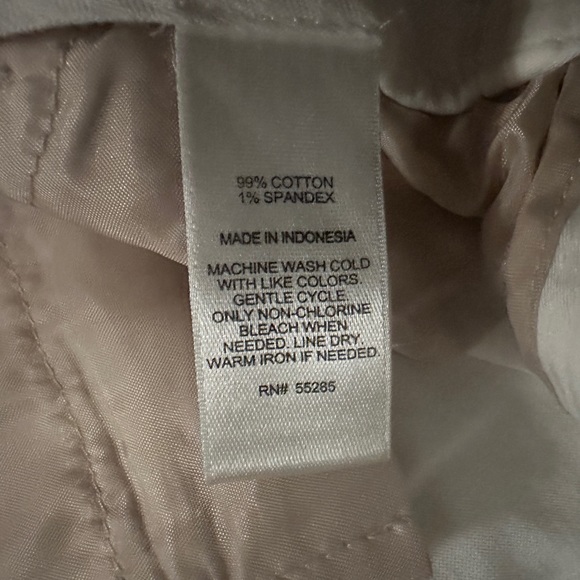 99% COTTON
1% SPANDEX
MADE IN INDONESIA
MACHINE WASH COLD
WITH LIKE COLORS.
GENTLE CYCLE.
ONLY NON-CHLORINE
BLEACH WHEN
NEEDED. LINE DRY.
WARM IRON IF NEEDED.
RN# 55285